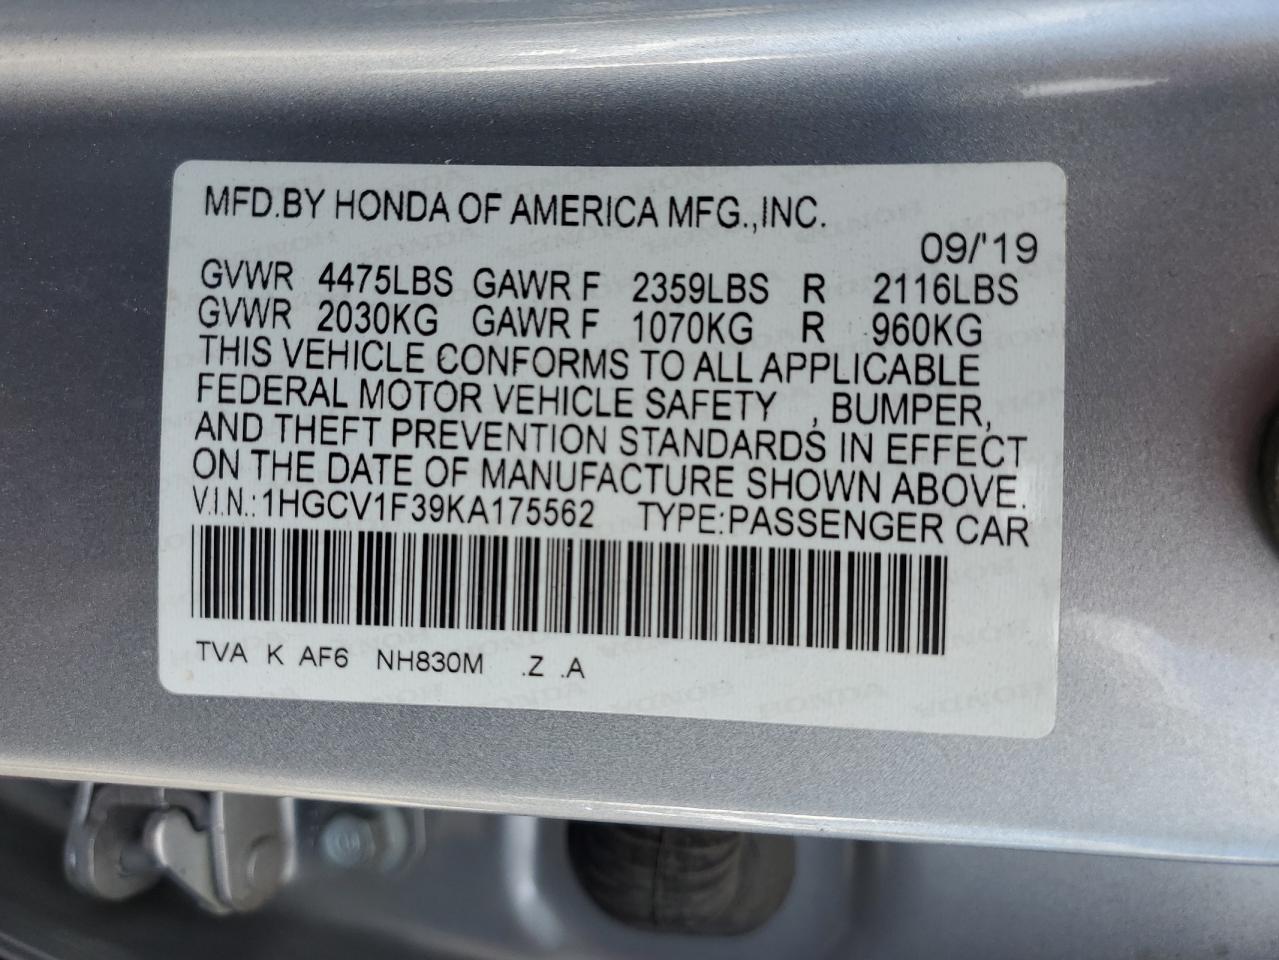 MFD.BY HONDA OF AMERICA MFG.,INC.
09/'19
GVWR 4475LBS GAWR F 2359LBS R 2116LBS
GVWR 2030KG GAWR F 1070KG R 960KG
THIS VEHICLE CONFORMS TO ALL APPLICABLE
FEDERAL MOTOR VEHICLE SAFETY , BUMPER,
AND THEFT PREVENTION STANDARDS IN EFFECT
ON THE DATE OF MANUFACTURE SHOWN ABOVE.
V.I.N.:1HGCV1F39KA175562 TYPE:PASSENGER CAR
TVA K AF6 NH830M .Z .A